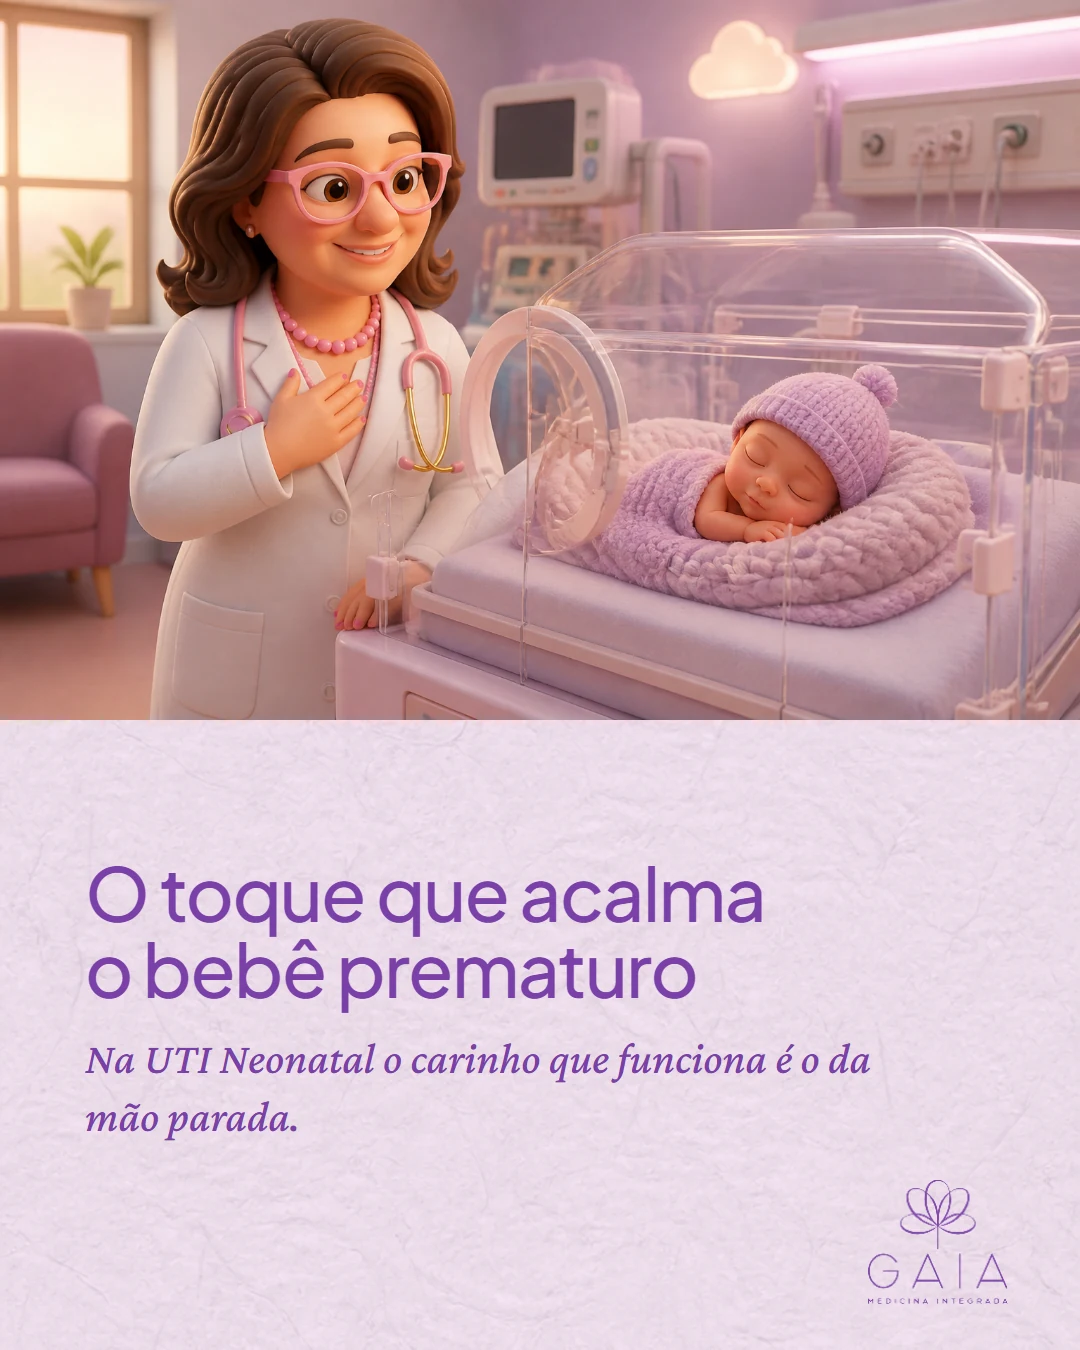 O toque que acalma
o bebê prematuro
Na UTI Neonatal o carinho que funciona é o da
mão parada.
GAIA
MEDICINA INTEGRADA